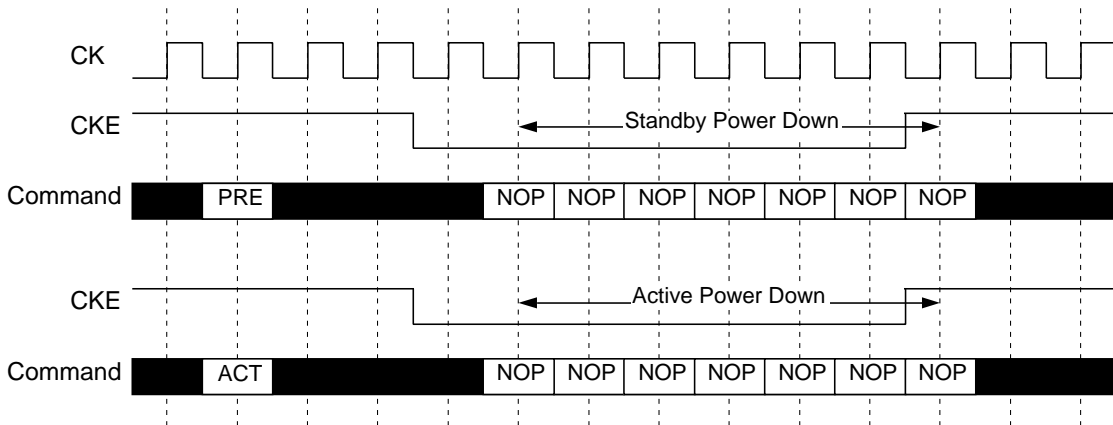 CK
CKE
Standby Power Down
Command PRE NOP NOP NOP NOP NOP NOP NOP
CKE
Active Power Down
Command ACT NOP NOP NOP NOP NOP NOP NOP